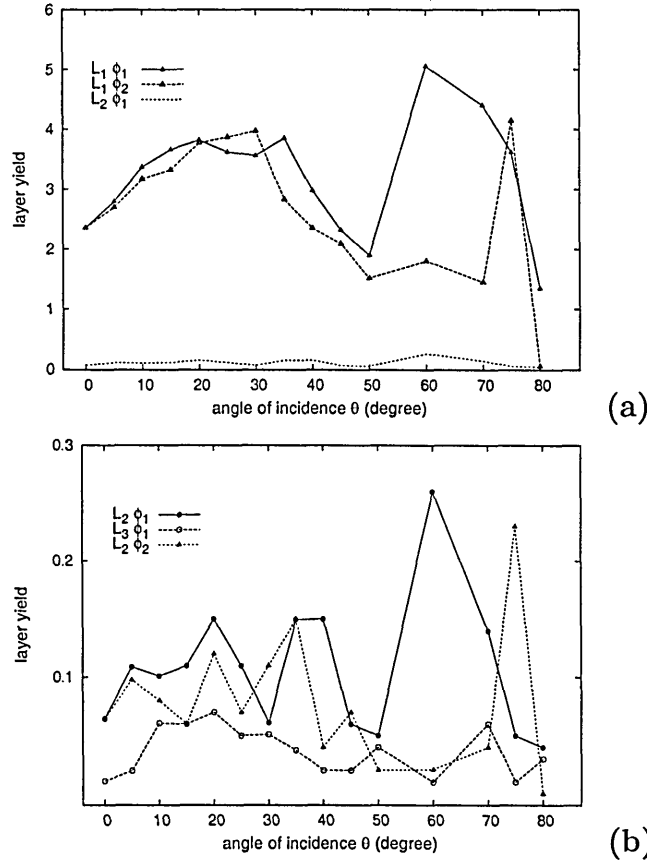 6
5
4
3
2
1
0
layer yield
L₁ ϕ₁
L₁ ϕ₂
L₂ ϕ₁
0 10 20 30 40 50 60 70 80
angle of incidence θ (degree)
(a)
0.3
0.2
0.1
layer yield
L₂ ϕ₁
L₃ ϕ₁
L₂ ϕ₂
0 10 20 30 40 50 60 70 80
angle of incidence θ (degree)
(b)